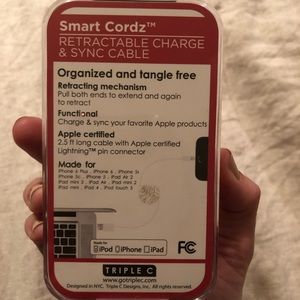 Smart Cordz™
RETRACTABLE CHARGE
& SYNC CABLE
Organized and tangle free
Retracting mechanism
Pull both ends to extend and again
to retract
Functional
Charge & sync your favorite Apple products
Apple certified
2.5 ft long cable with Apple certified
Lightning™ pin connector
Made for
iPhone 6 Plus, iPhone 6, iPhone 5s
iPhone 5c, iPhone 5, iPad Air 2
iPad mini 3, iPad Air, iPad mini 2
iPad mini, iPad 4, iPod touch 5
Made for
iPod iPhone iPad
FC
TRIPLE C
www.gotriplec.com
Designed in NYC. Triple C Designs, Inc. All rights reserved.